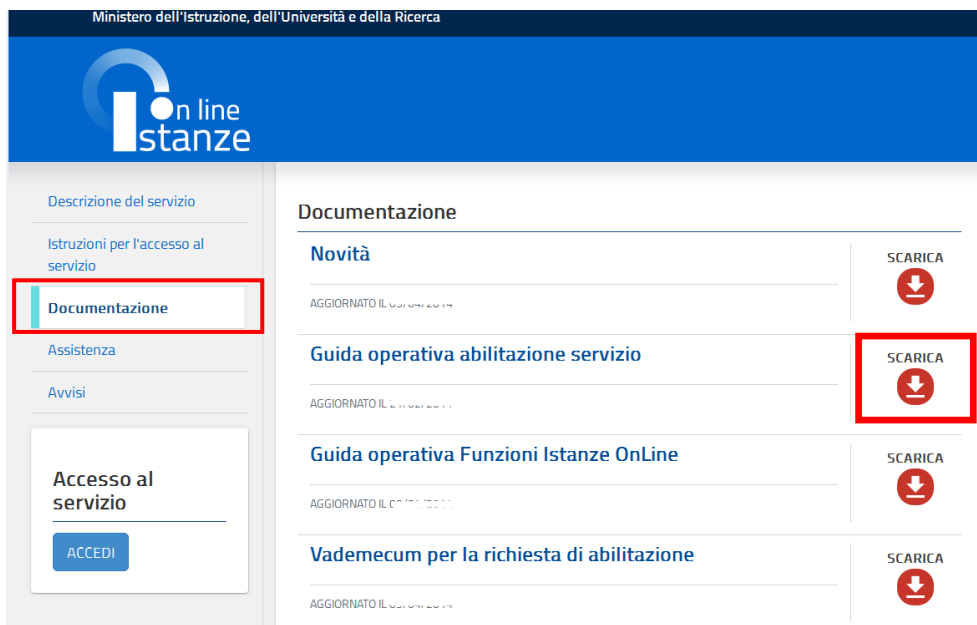 Ministero dell'Istruzione, dell'Università e della Ricerca
On line
Istanze
Descrizione del servizio
Istruzioni per l'accesso al
servizio
Documentazione
Assistenza
Avvisi
Accesso al
servizio
ACCEDI
Documentazione
Novità
SCARICA
AGGIORNATO IL
Guida operativa abilitazione servizio
SCARICA
AGGIORNATO IL
Guida operativa Funzioni Istanze OnLine
SCARICA
AGGIORNATO IL
Vademecum per la richiesta di abilitazione
SCARICA
AGGIORNATO IL